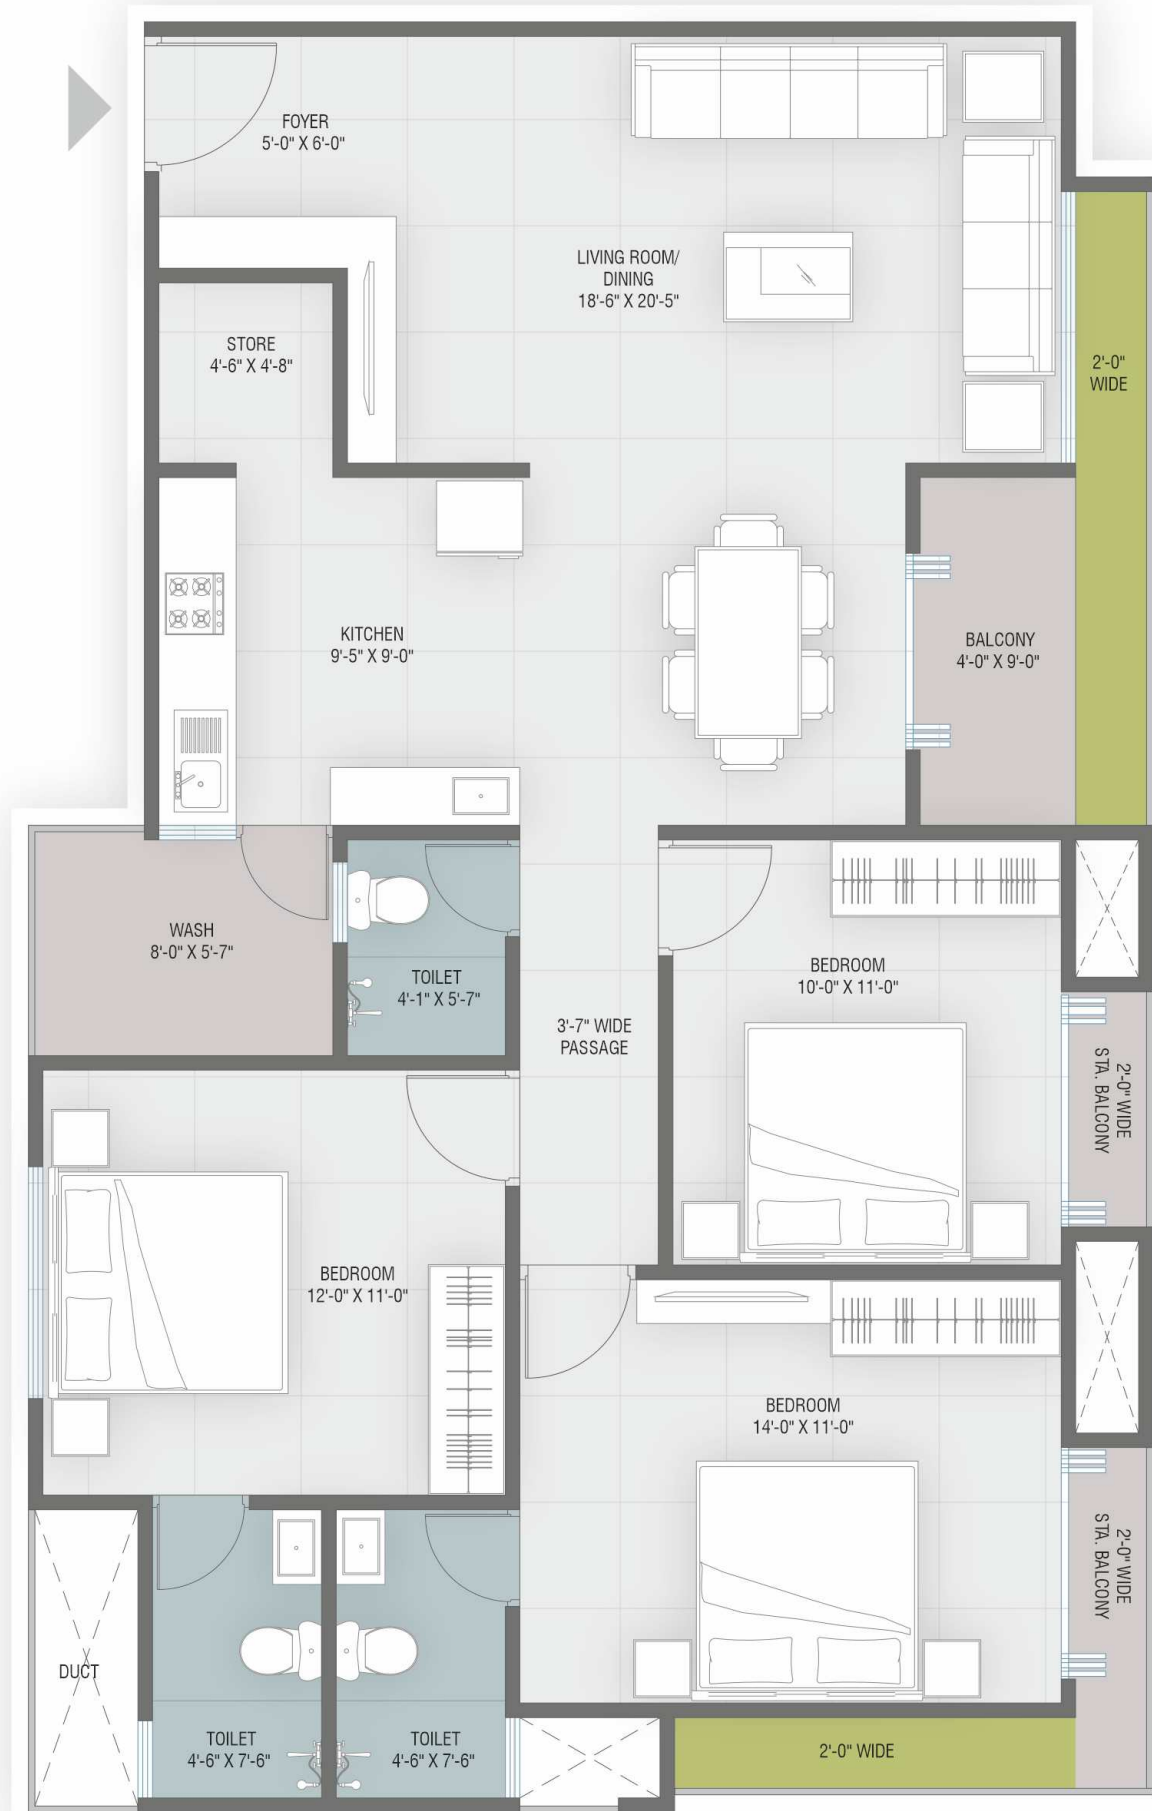 FOYER
5'-0" X 6'-0"
LIVING ROOM/
DINING
18'-6" X 20'-5"
STORE
4'-6" X 4'-8"
2'-0"
WIDE
KITCHEN
9'-5" X 9'-0"
BALCONY
4'-0" X 9'-0"
WASH
8'-0" X 5'-7"
TOILET
4'-1" X 5'-7"
BEDROOM
10'-0" X 11'-0"
3'-7" WIDE
PASSAGE
2'-0" WIDE
STA. BALCONY
BEDROOM
12'-0" X 11'-0"
BEDROOM
14'-0" X 11'-0"
2'-0" WIDE
STA. BALCONY
DUCT
TOILET
4'-6" X 7'-6"
TOILET
4'-6" X 7'-6"
2'-0" WIDE